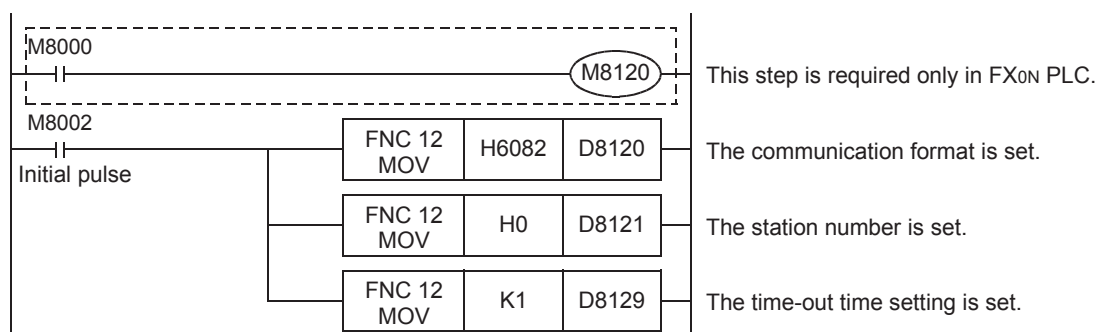 M8000
M8120
This step is required only in FX0N PLC.
M8002
Initial pulse
FNC 12
MOV
H6082
D8120
The communication format is set.
FNC 12
MOV
H0
D8121
The station number is set.
FNC 12
MOV
K1
D8129
The time-out time setting is set.